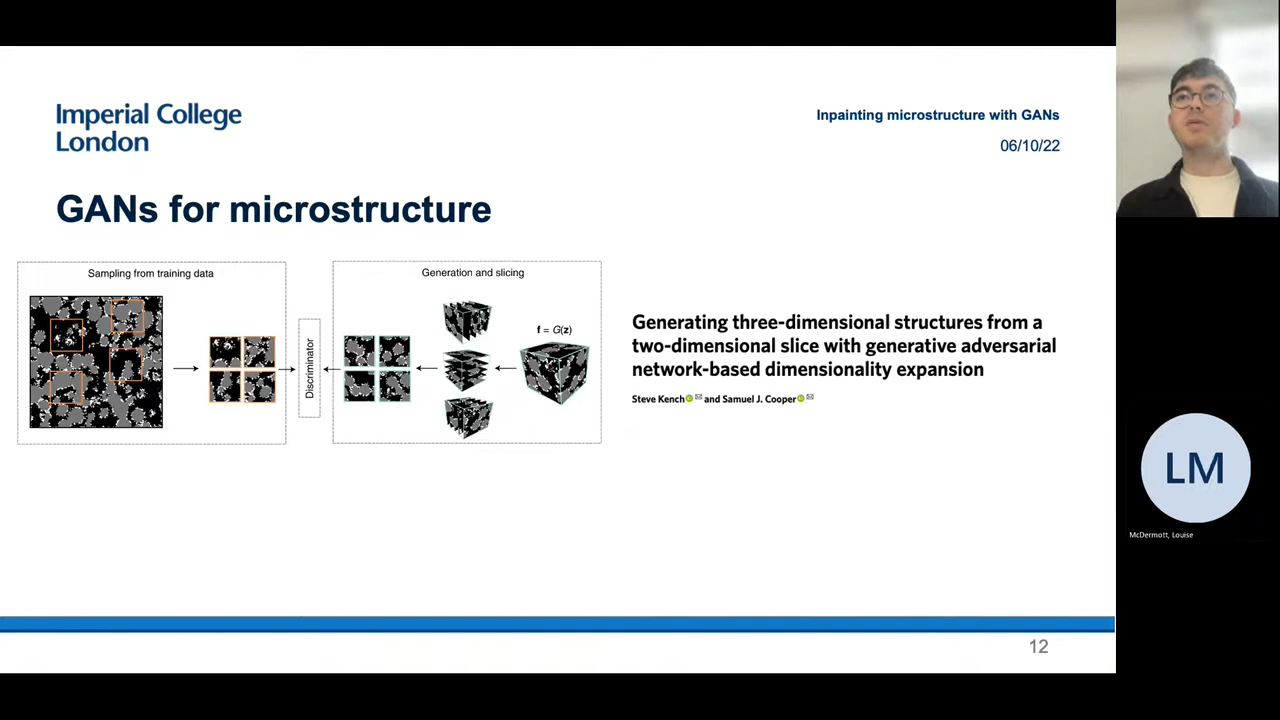 Imperial College
London
Inpainting microstructure with GANs
06/10/22
GANs for microstructure
Sampling from training data
Discriminator
Generation and slicing
f = G(z)
Generating three-dimensional structures from a
two-dimensional slice with generative adversarial
network-based dimensionality expansion
Steve Kench and Samuel J. Cooper
LM
McDermott, Louise
12